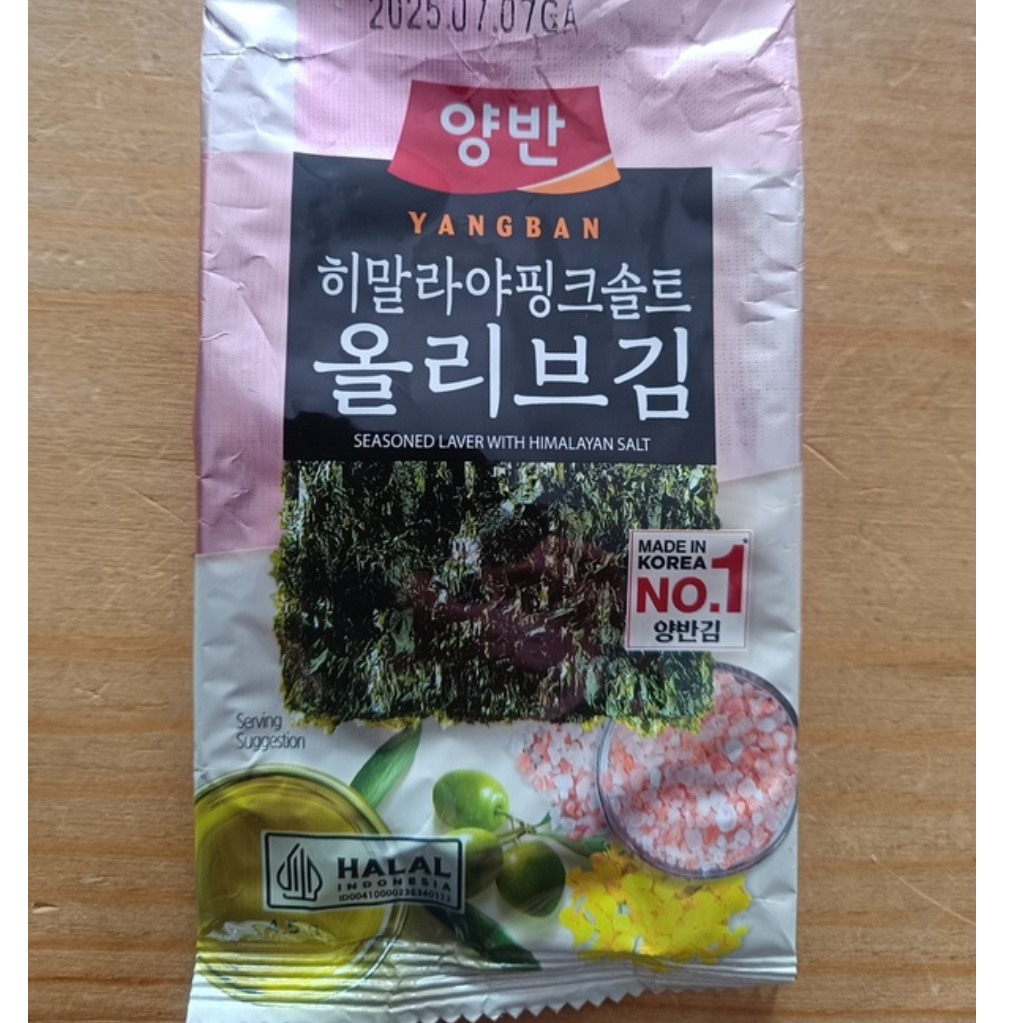 2025.07.07GA
양반
YANGBAN
히말라야핑크솔트
올리브김
SEASONED LAVER WITH HIMALAYAN SALT
MADE IN
KOREA
NO.1*
양반김
Serving
Suggestion
HALAL
INDONESIA